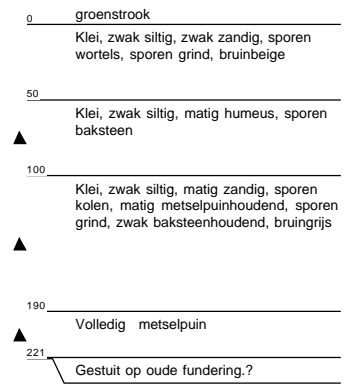 0 groenstrook
Klei, zwak siltig, zwak zandig, sporen
wortels, sporen grind, bruinbeige
50
Klei, zwak siltig, matig humeus, sporen
baksteen
100
Klei, zwak siltig, matig zandig, sporen
kolen, matig metselpuinhoudend, sporen
grind, zwak baksteenhoudend, bruingrijs
190
Volledig metselpuin
221
Gestuit op oude fundering.?